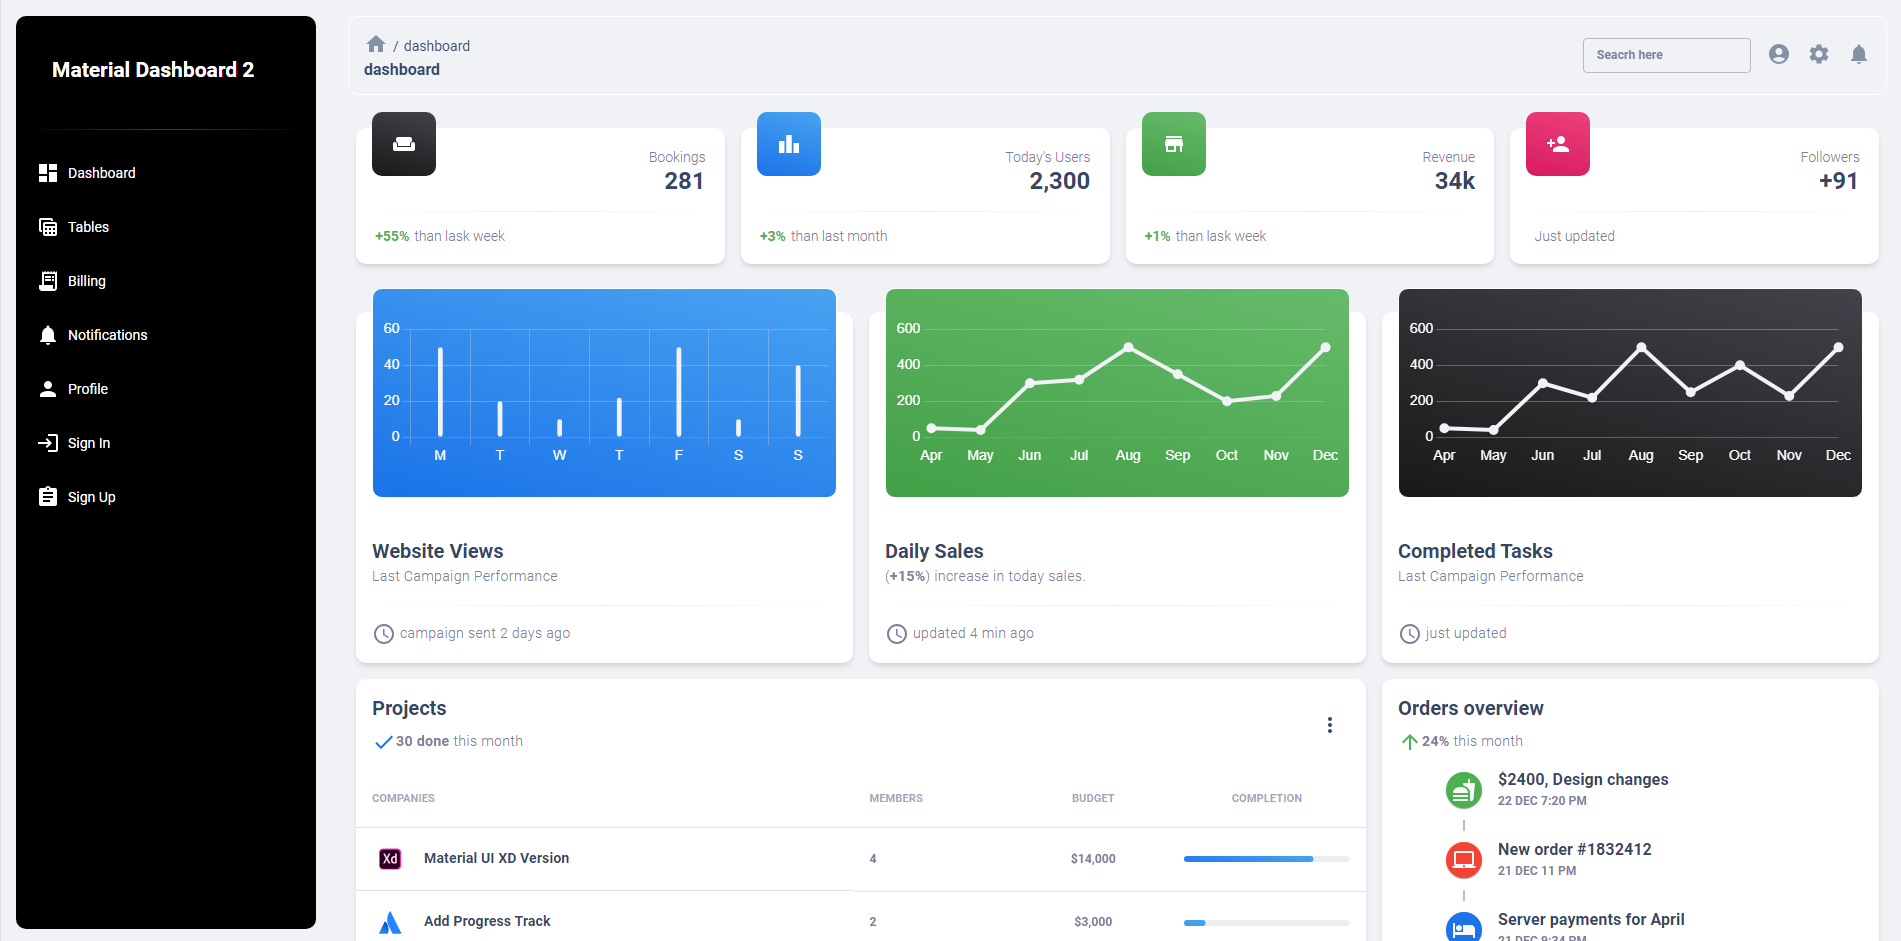 Material Dashboard 2
Dashboard
Tables
Billing
Notifications
Profile
Sign In
Sign Up
/ dashboard
dashboard
Seacrh here
Bookings
281
+55% than lask week
Today's Users
2,300
+3% than last month
Revenue
34k
+1% than lask week
Followers
+91
Just updated
60
40
20
0
M T W T F S S
Website Views
Last Campaign Performance
campaign sent 2 days ago
600
400
200
0
Apr May Jun Jul Aug Sep Oct Nov Dec
Daily Sales
(+15%) increase in today sales.
updated 4 min ago
600
400
200
0
Apr May Jun Jul Aug Sep Oct Nov Dec
Completed Tasks
Last Campaign Performance
just updated
Projects
30 done this month
COMPANIES MEMBERS BUDGET COMPLETION
Xd Material UI XD Version 4 $14,000
Add Progress Track 2 $3,000
Orders overview
24% this month
$2400, Design changes
22 DEC 7:20 PM
New order #1832412
21 DEC 11 PM
Server payments for April
21 DEC 9:34 PM